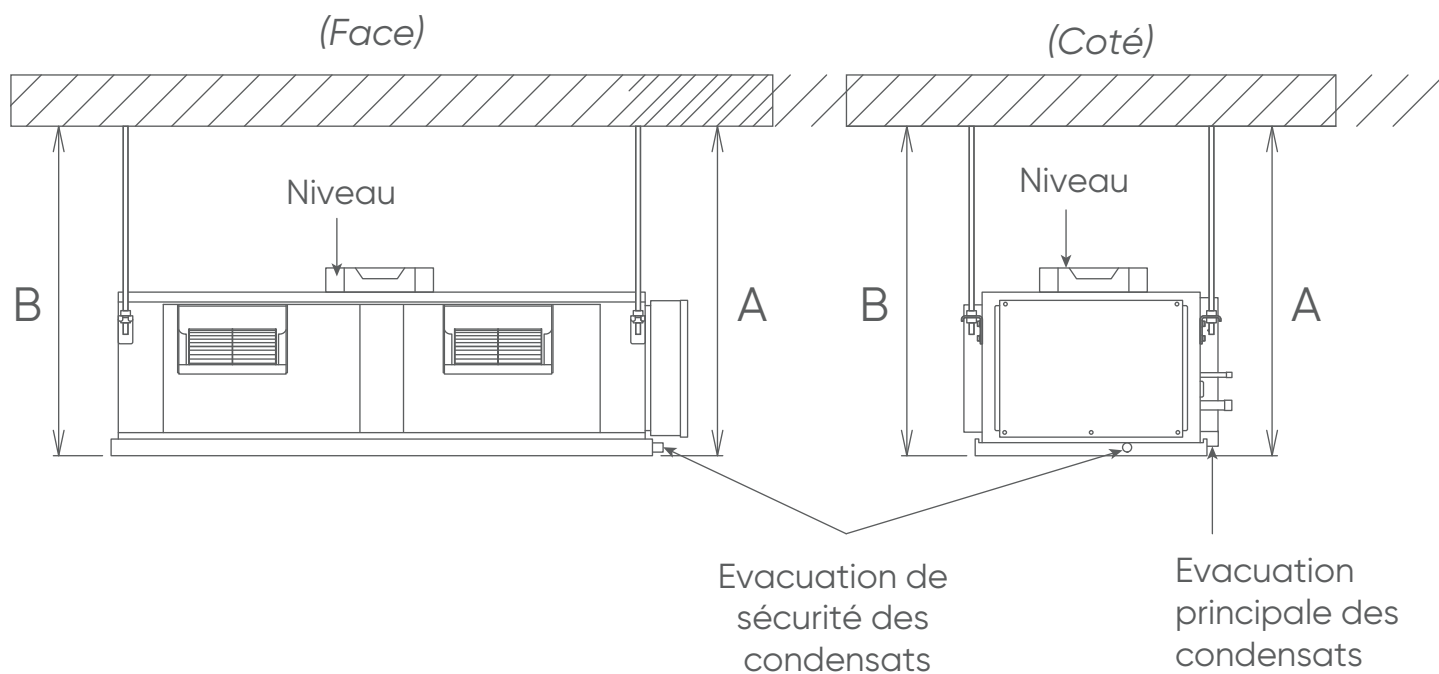 (Face)
(Coté)
Niveau
Niveau
B
A
B
A
Evacuation de
sécurité des
condensats
Evacuation
principale des
condensats